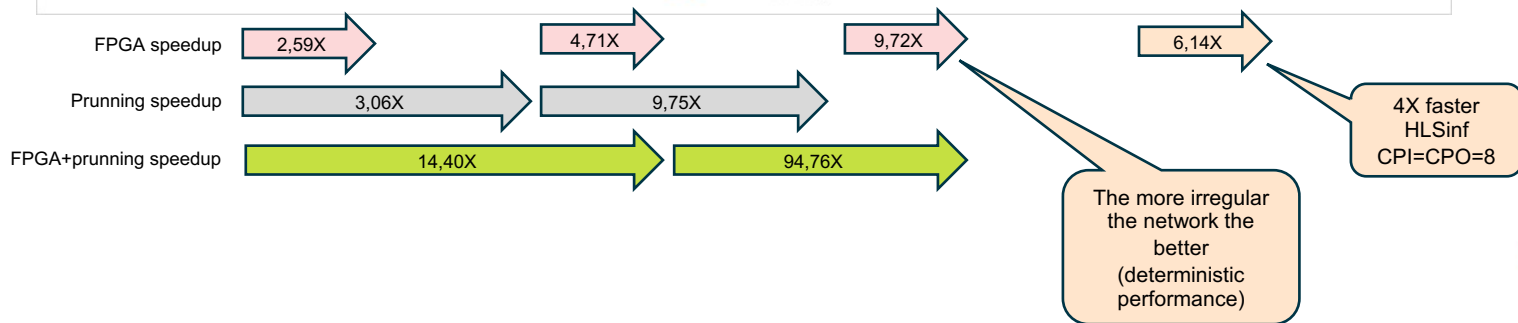 FPGA speedup
2,59X
4,71X
9,72X
6,14X
Prunning speedup
3,06X
9,75X
FPGA+prunning speedup
14,40X
94,76X
4X faster
HLSinf
CPI=CPO=8
The more irregular
the network the
better
(deterministic
performance)